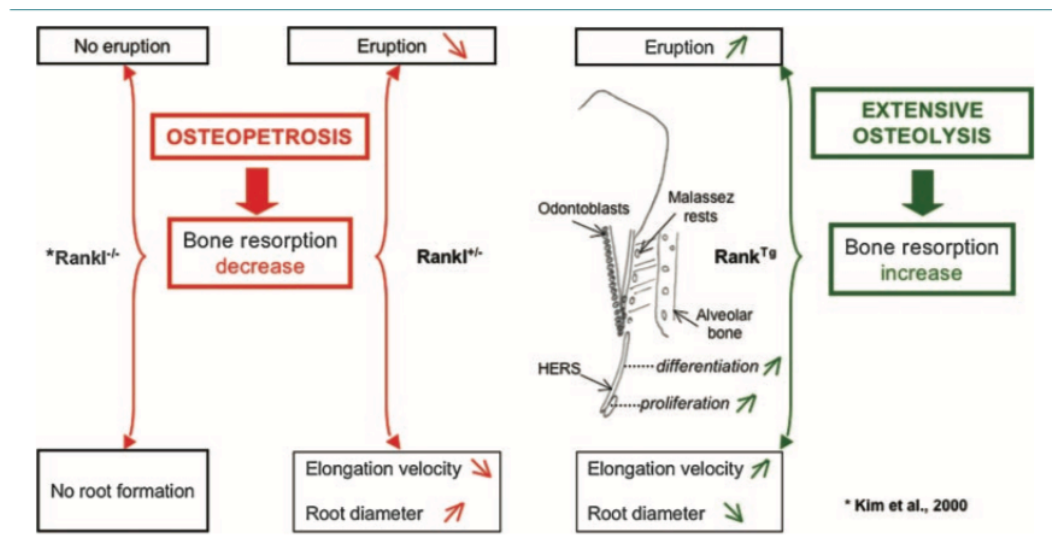 No eruption
Eruption
OSTEOPETROSIS
Bone resorption
decrease
*Rankl-/-
Rankl+/-
No root formation
Elongation velocity
Root diameter
Eruption
Odontoblasts
Malassez
rests
RankTg
Alveolar
bone
HERS
differentiation
proliferation
Elongation velocity
Root diameter
EXTENSIVE
OSTEOLYSIS
Bone resorption
increase
* Kim et al., 2000